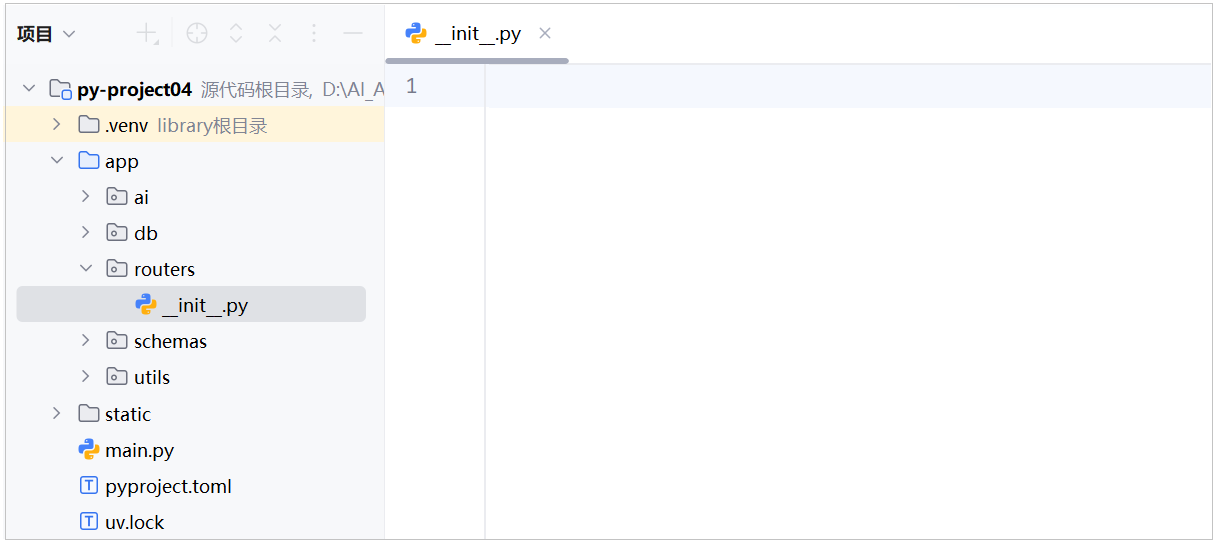 项目
__init__.py
1
py-project04 源代码根目录, D:\AI_A
.venv library根目录
app
ai
db
routers
__init__.py
schemas
utils
static
main.py
pyproject.toml
uv.lock